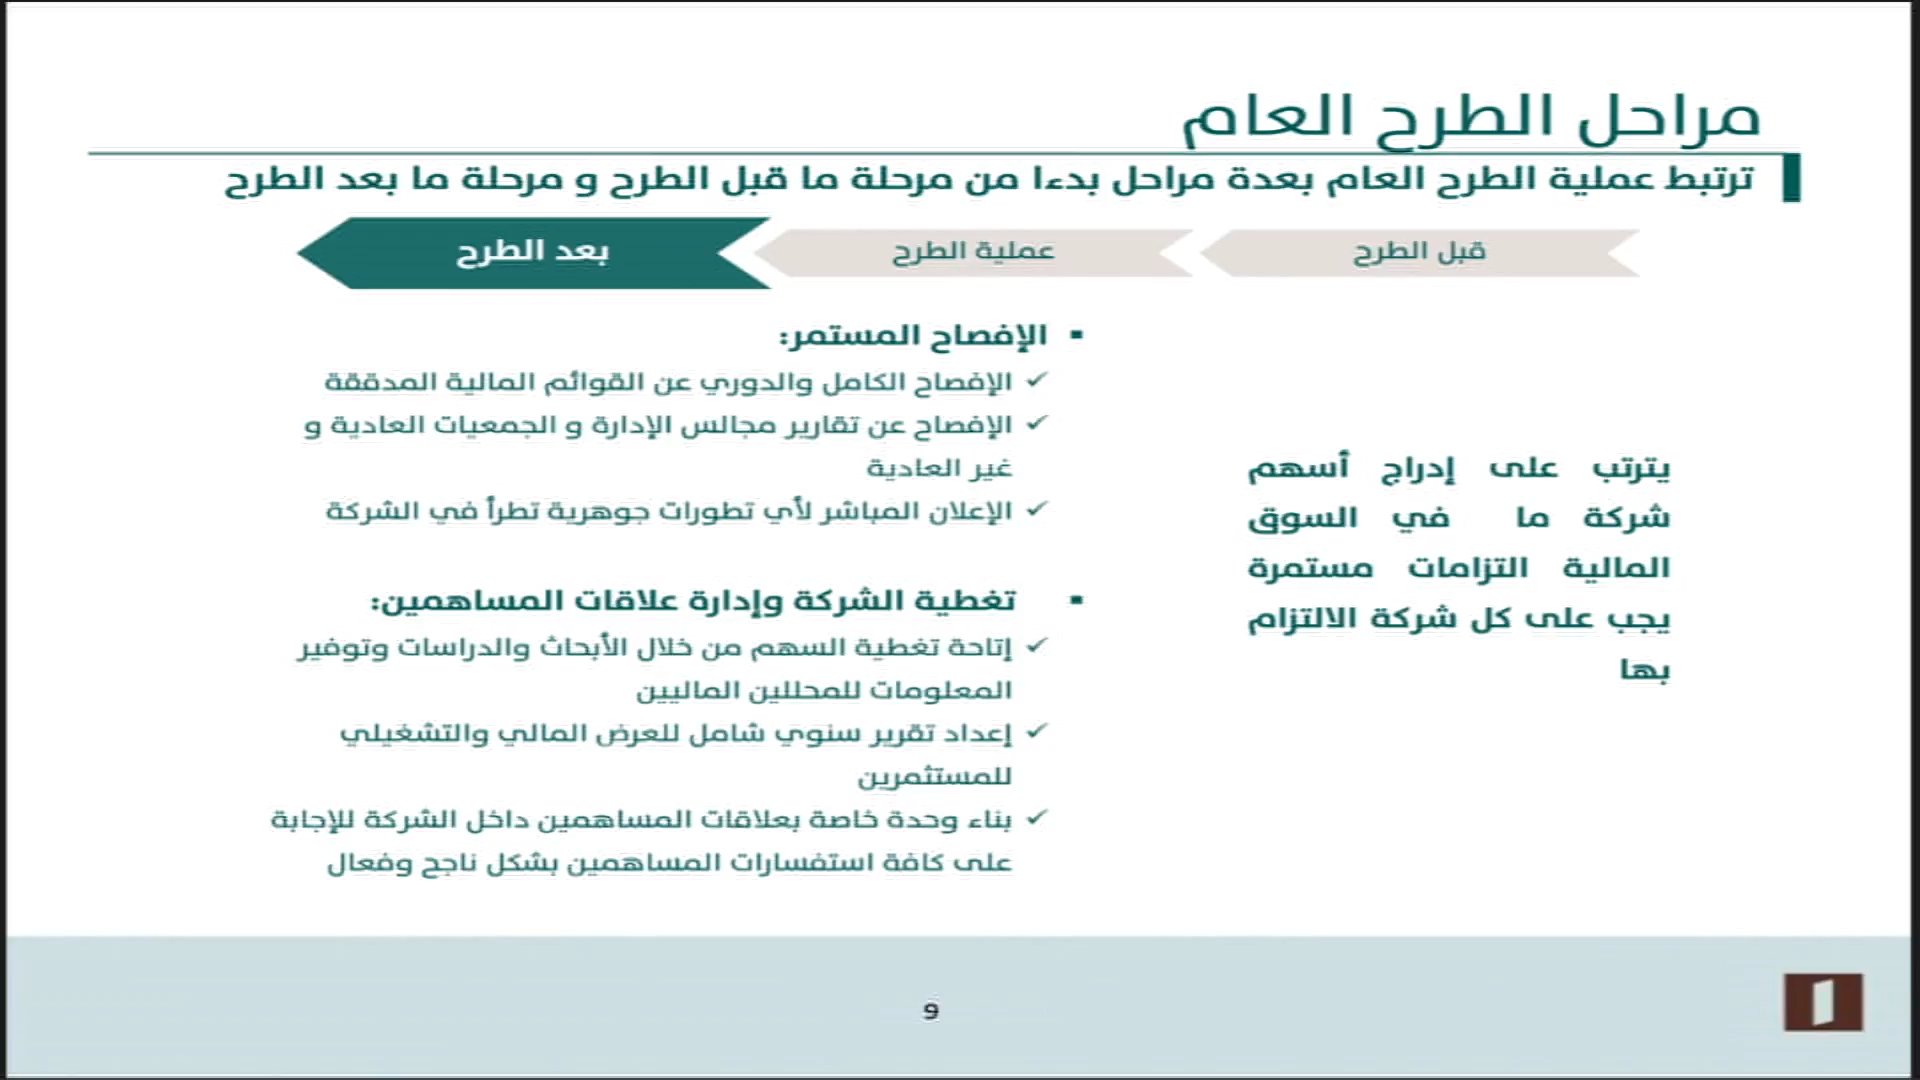 مراحل الطرح العام
ترتبط عملية الطرح العام بعدة مراحل بدءا من مرحلة ما قبل الطرح و مرحلة ما بعد الطرح
قبل الطرح
عملية الطرح
بعد الطرح
يترتب على إدراج أسهم
شركة ما في السوق
المالية التزامات مستمرة
يجب على كل شركة الالتزام
بها
▪ الإفصاح المستمر:
✓ الإفصاح الكامل والدوري عن القوائم المالية المدققة
✓ الإفصاح عن تقارير مجالس الإدارة و الجمعيات العادية و
غير العادية
✓ الإعلان المباشر لأي تطورات جوهرية تطرأ في الشركة
▪ تغطية الشركة وإدارة علاقات المساهمين:
✓ إتاحة تغطية السهم من خلال الأبحاث والدراسات وتوفير
المعلومات للمحللين الماليين
✓ إعداد تقرير سنوي شامل للعرض المالي والتشغيلي
للمستثمرين
✓ بناء وحدة خاصة بعلاقات المساهمين داخل الشركة للإجابة
على كافة استفسارات المساهمين بشكل ناجح وفعال
9